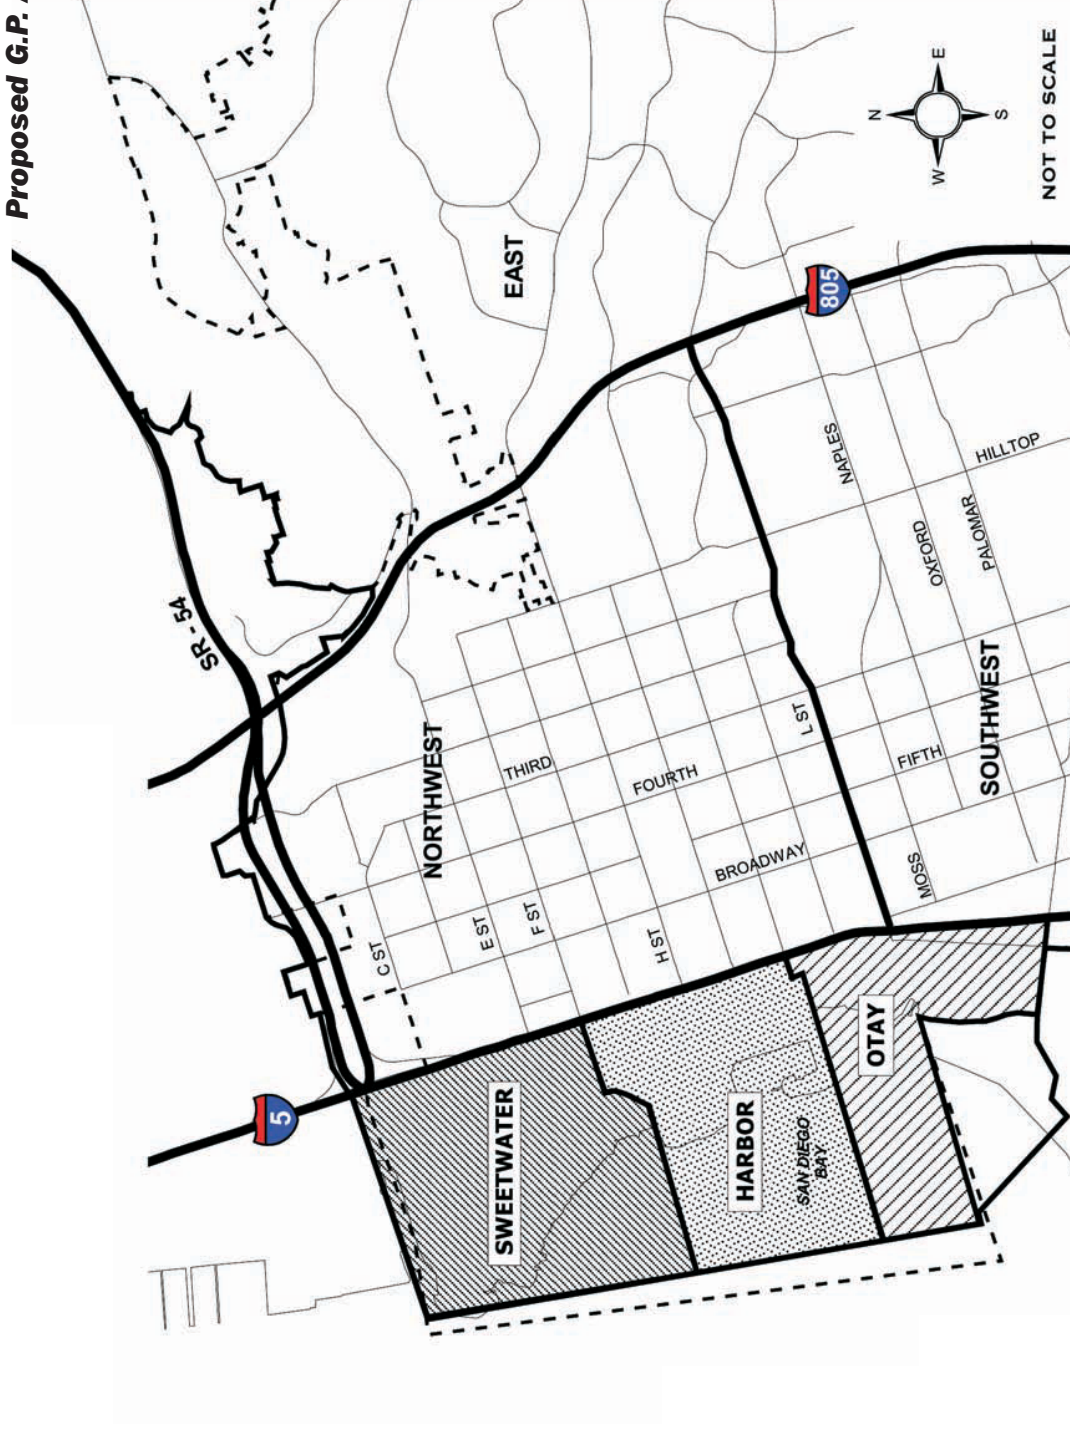 Proposed G.P.
N
E
S
W
NOT TO SCALE
EAST
805
NAPLES
HILLTOP
OXFORD
PALOMAR
SR - 54
NORTHWEST
THIRD
FOURTH
L ST
FIFTH
SOUTHWEST
BROADWAY
MOSS
C ST
E ST
F ST
H ST
5
SWEETWATER
HARBOR
SAN DIEGO
BAY
OTAY